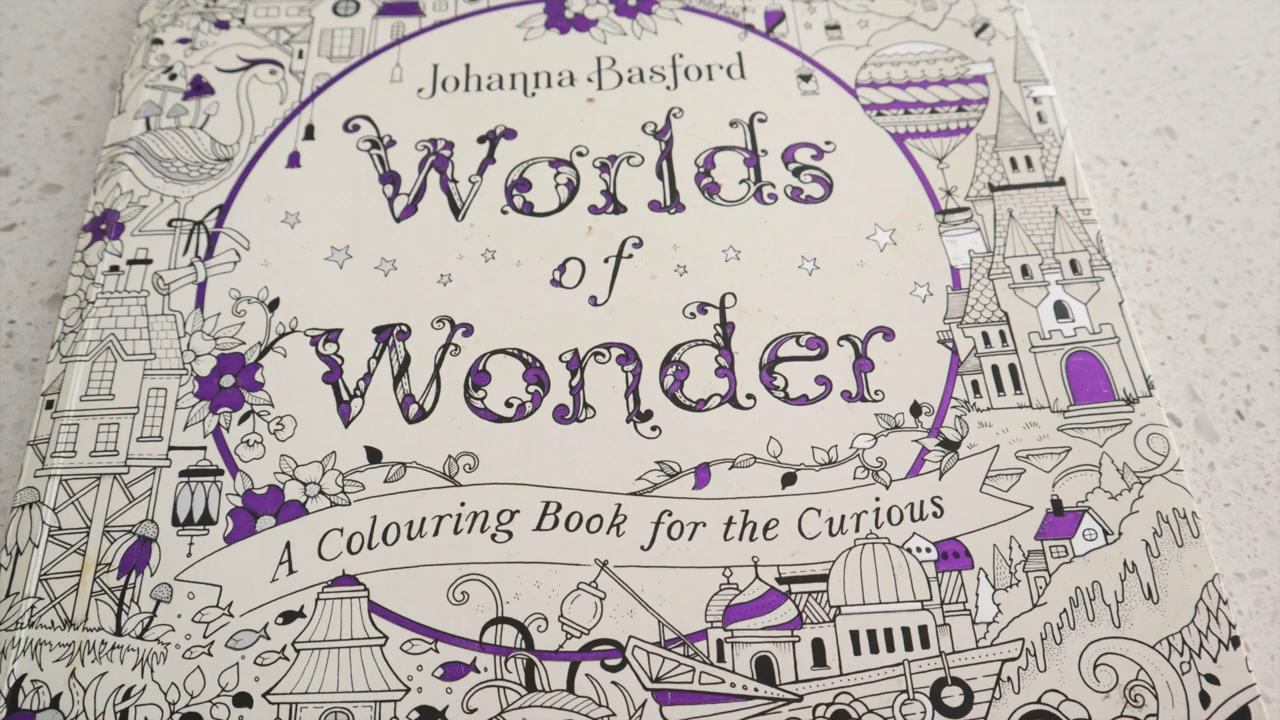 Johanna Basford
Worlds
of
Wonder
A Colouring Book for the Curious